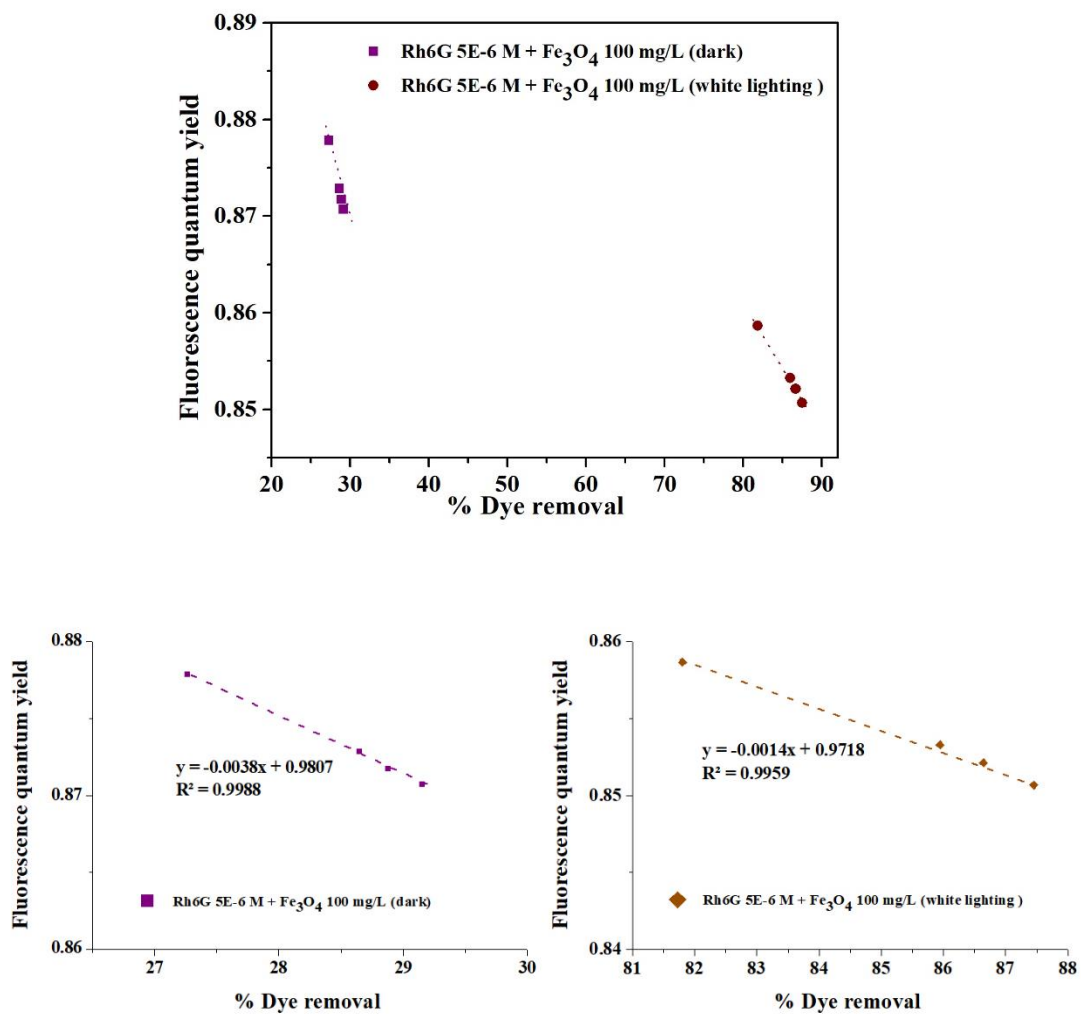 0.89
0.88
0.87
0.86
0.85
Fluorescence quantum yield
Rh6G 5E-6 M + Fe₃O₄ 100 mg/L (dark)
Rh6G 5E-6 M + Fe₃O₄ 100 mg/L (white lighting )
20 30 40 50 60 70 80 90
% Dye removal
0.88
0.87
0.86
Fluorescence quantum yield
y = -0.0038x + 0.9807
R² = 0.9988
Rh6G 5E-6 M + Fe₃O₄ 100 mg/L (dark)
27 28 29 30
% Dye removal
0.86
0.85
0.84
Fluorescence quantum yield
y = -0.0014x + 0.9718
R² = 0.9959
Rh6G 5E-6 M + Fe₃O₄ 100 mg/L (white lighting )
81 82 83 84 85 86 87 88
% Dye removal